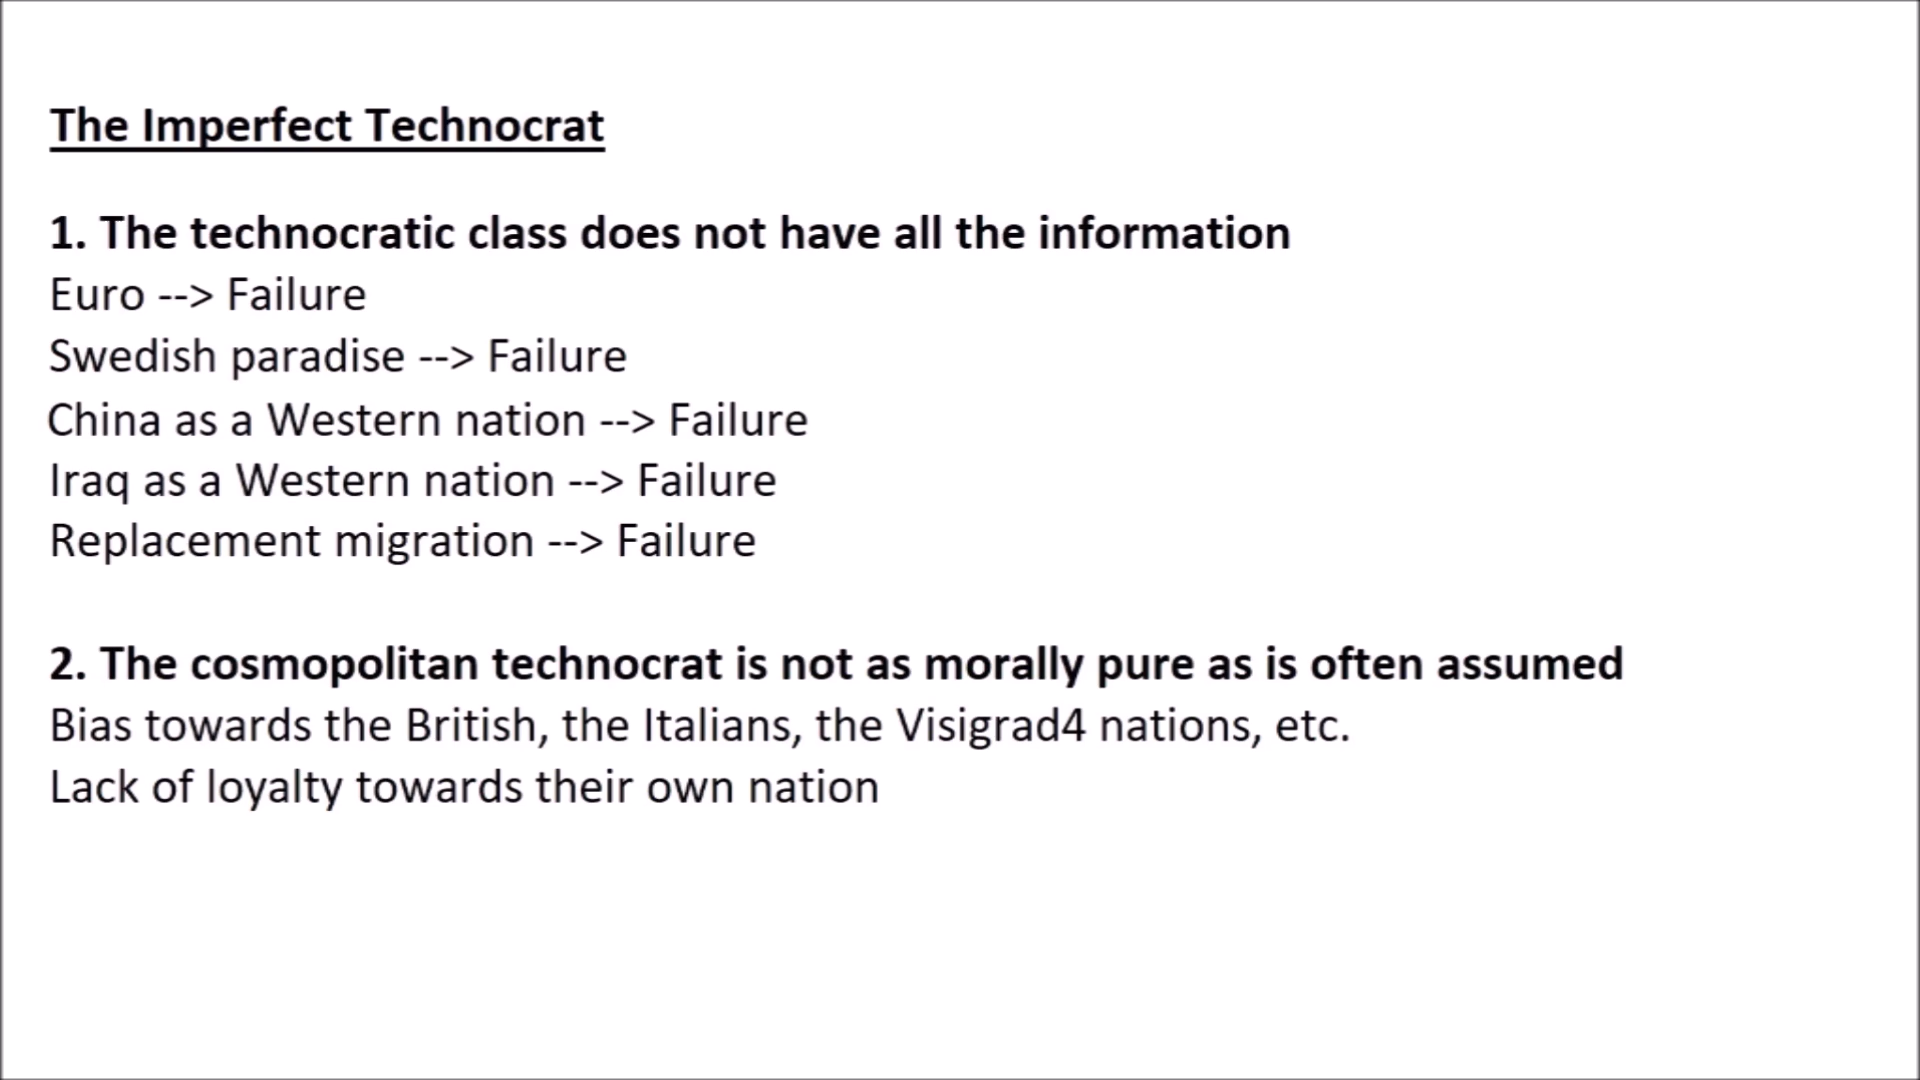 The Imperfect Technocrat
1. The technocratic class does not have all the information
Euro --> Failure
Swedish paradise --> Failure
China as a Western nation --> Failure
Iraq as a Western nation --> Failure
Replacement migration --> Failure
2. The cosmopolitan technocrat is not as morally pure as is often assumed
Bias towards the British, the Italians, the Visigrad4 nations, etc.
Lack of loyalty towards their own nation